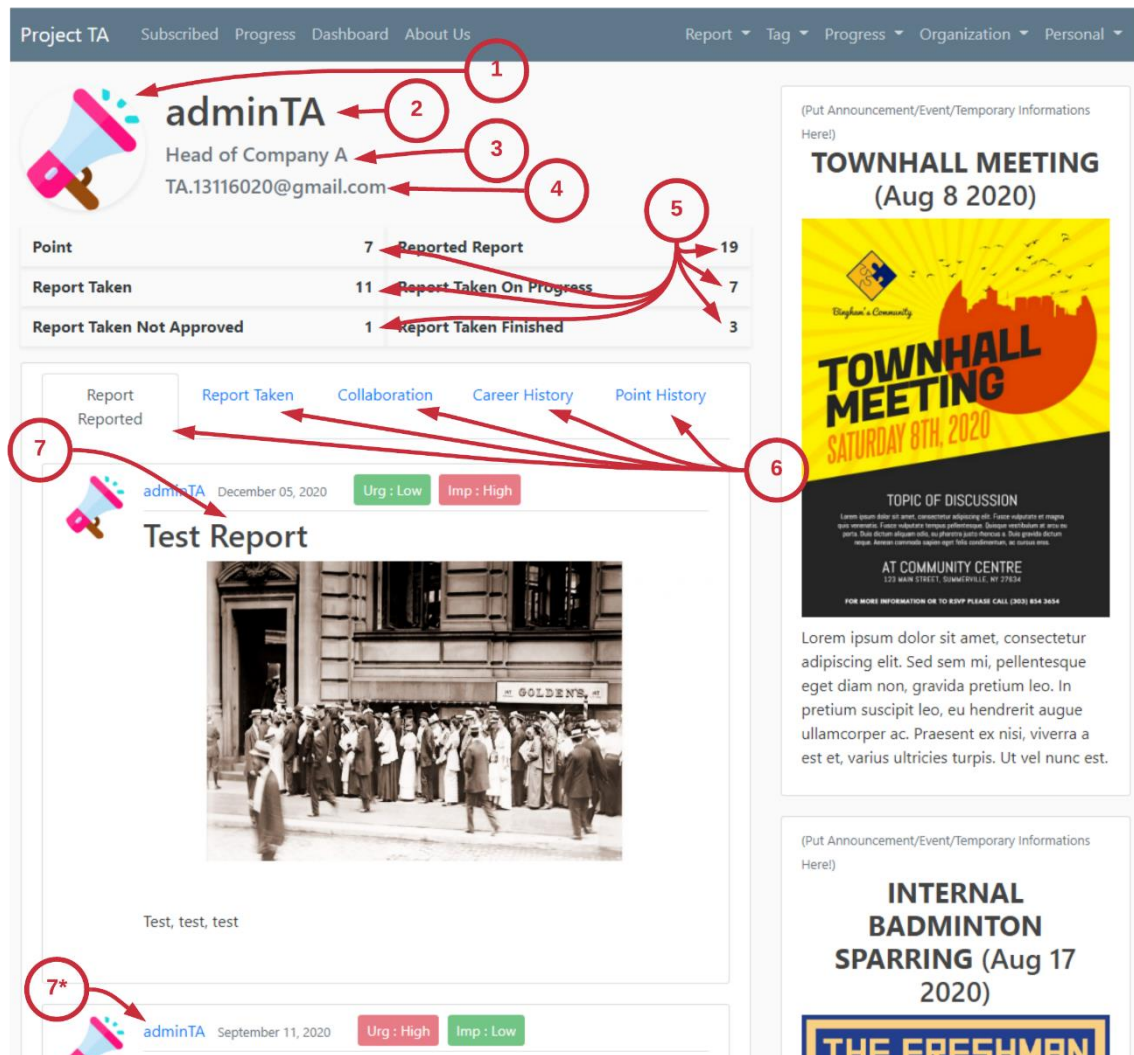 Project TA Subscribed Progress Dashboard About Us Report Tag Progress Organization Personal
1
adminTA
2
Head of Company A
3
TA.13116020@gmail.com
4
5
Point 7 Reported Report 19
Report Taken 11 Report Taken On Progress 7
Report Taken Not Approved 1 Report Taken Finished 3
Report
Reported
Report Taken Collaboration Career History Point History
6
7
adminTA December 05, 2020 Urg : Low Imp : High
Test Report
GOLDEN'S
Test, test, test
7*
adminTA September 11, 2020 Urg : High Imp : Low
(Put Announcement/Event/Temporary Informations
Here!)
TOWNHALL MEETING
(Aug 8 2020)
Bingham's Community
TOWNHALL
MEETING
SATURDAY 8TH, 2020
TOPIC OF DISCUSSION
AT COMMUNITY CENTRE
123 MAIN STREET, SUMMERVILLE, NY 27634
FOR MORE INFORMATION OR TO RSVP PLEASE CALL (303) 854 3654
Lorem ipsum dolor sit amet, consectetur
adipiscing elit. Sed sem mi, pellentesque
eget diam non, gravida pretium leo. In
pretium suscipit leo, eu hendrerit augue
ullamcorper ac. Praesent ex nisi, viverra a
est et, varius ultricies turpis. Ut vel nunc est.
(Put Announcement/Event/Temporary Informations
Here!)
INTERNAL
BADMINTON
SPARRING (Aug 17
2020)
THE FRESHMAN